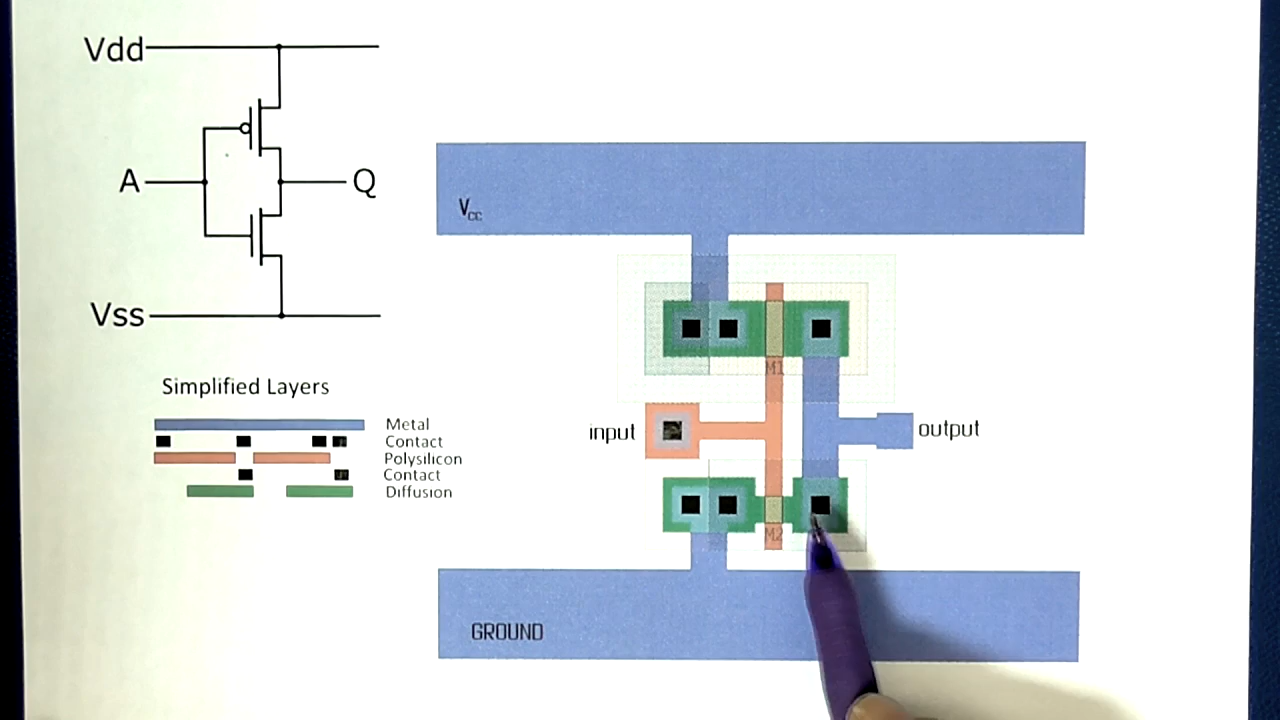 Vdd
A
Q
Vss
Simplified Layers
Metal
Contact
Polysilicon
Contact
Diffusion
Vcc
M1
input
output
M2
GROUND